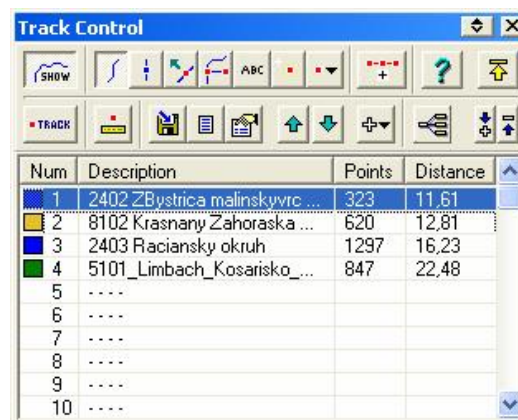 Track Control
SHOW ABC ?
TRACK
Num Description Points Distance
1 2402 ZBystrica malinskyvrc ... 323 11,61
2 8102 Krasnany Zahoraska ... 620 12,81
3 2403 Raciansky okruh 1297 16,23
4 5101_Limbach_Kosarisko_... 847 22,48
5 - - - -
6 - - - -
7 - - - -
8 - - - -
9 - - - -
10 - - - -